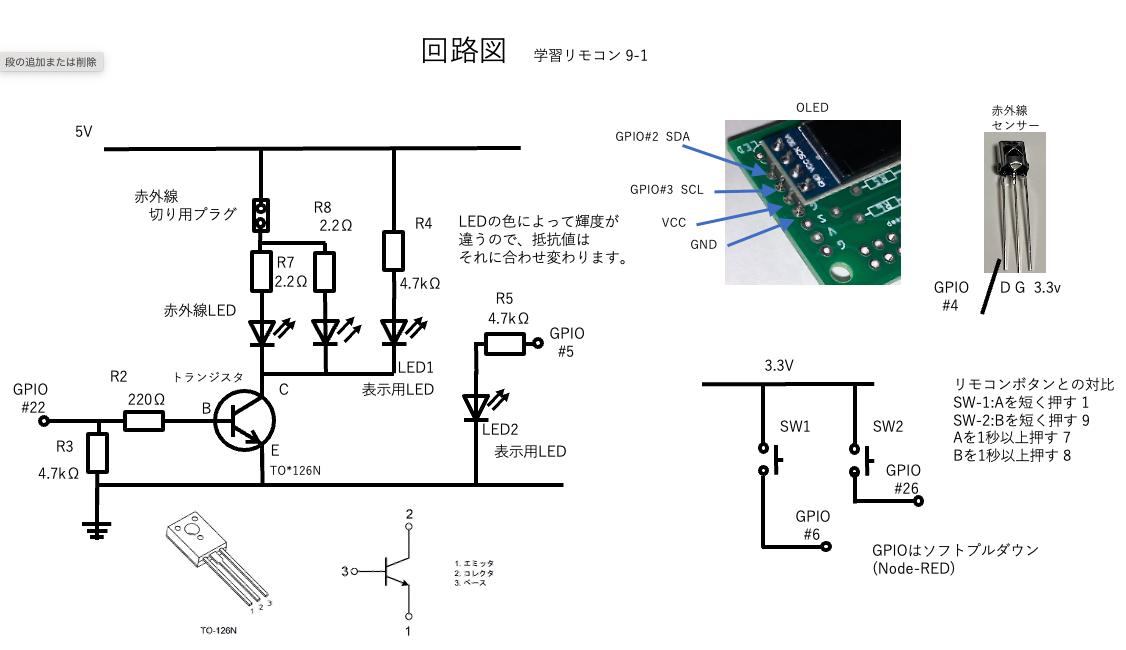 回路図 学習リモコン 9-1
段の追加または削除
5V
赤外線
切り用プラグ
R8
2.2Ω
R7
2.2Ω
R4
4.7kΩ
LEDの色によって輝度が
違うので、抵抗値は
それに合わせ変わります。
赤外線LED
R5
4.7kΩ
GPIO
#5
LED1
表示用LED
LED2
表示用LED
トランジスタ
C
B
E
TO*126N
GPIO
#22
R2
220Ω
R3
4.7kΩ
TO-126N
1 2 3
2
3
1
1. エミッタ
2. コレクタ
3. ベース
OLED
GPIO#2 SDA
GPIO#3 SCL
VCC
GND
GND VCC SCK SDA
S
V
G
赤外線
センサー
GPIO
#4
D G 3.3v
3.3V
SW1
SW2
GPIO
#26
GPIO
#6
リモコンボタンとの対比
SW-1:Aを短く押す 1
SW-2:Bを短く押す 9
Aを1秒以上押す 7
Bを1秒以上押す 8
GPIOはソフトプルダウン
(Node-RED)